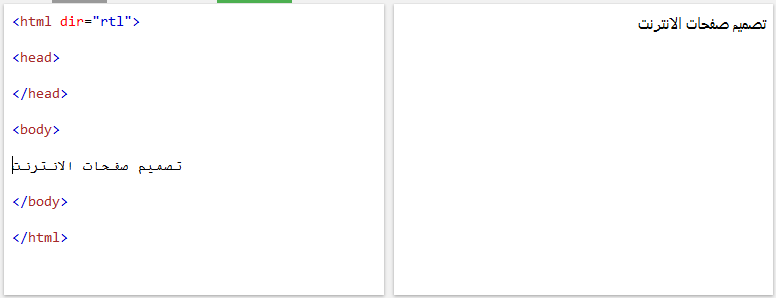 <html dir="rtl">
<head>
</head>
<body>
تصميم صفحات الانترنت
</body>
</html>
تصميم صفحات الانترنت